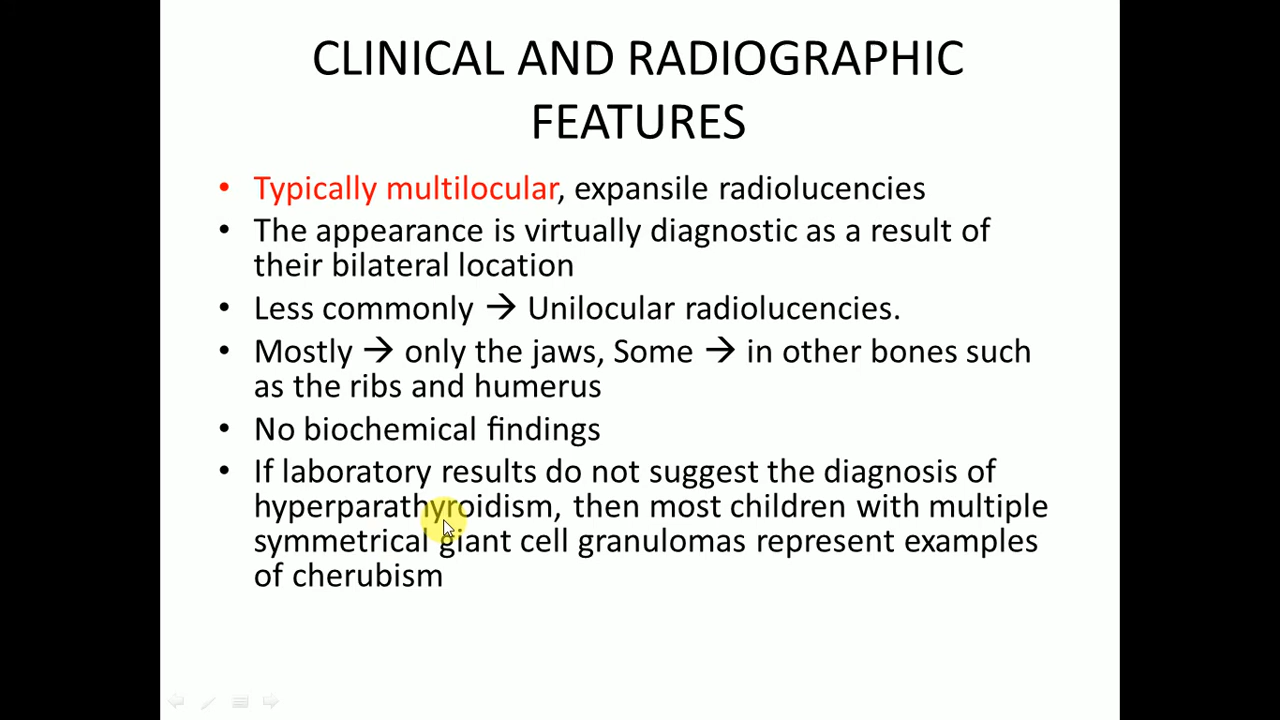 CLINICAL AND RADIOGRAPHIC
FEATURES
• Typically multilocular, expansile radiolucencies
• The appearance is virtually diagnostic as a result of
their bilateral location
• Less commonly → Unilocular radiolucencies.
• Mostly → only the jaws, Some → in other bones such
as the ribs and humerus
• No biochemical findings
• If laboratory results do not suggest the diagnosis of
hyperparathyroidism, then most children with multiple
symmetrical giant cell granulomas represent examples
of cherubism